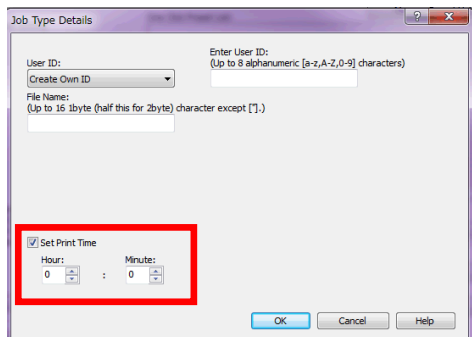 Job Type Details
User ID:
Create Own ID
Enter User ID:
(Up to 8 alphanumeric [a-z,A-Z,0-9] characters)
File Name:
(Up to 16 1byte (half this for 2byte) character except ["].)
Set Print Time
Hour: Minute:
0 : 0
OK Cancel Help